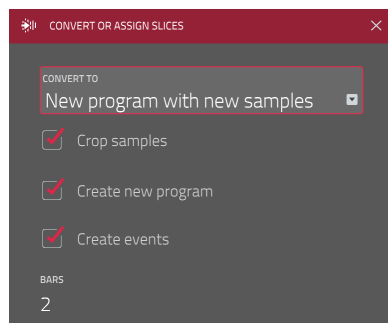 CONVERT OR ASSIGN SLICES
CONVERT TO
New program with new samples
Crop samples
Create new program
Create events
BARS
2